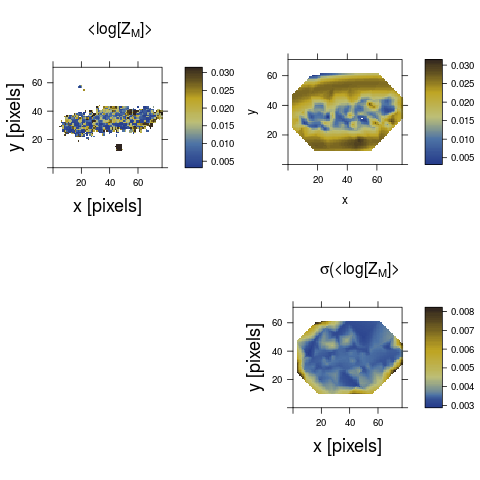 <log[Z_M]>
60
40
20
20 40 60
y [pixels]
x [pixels]
0.030
0.025
0.020
0.015
0.010
0.005
60
40
20
20 40 60
y
x
0.030
0.025
0.020
0.015
0.010
0.005
σ(<log[Z_M]>
60
40
20
20 40 60
y [pixels]
x [pixels]
0.008
0.007
0.006
0.005
0.004
0.003